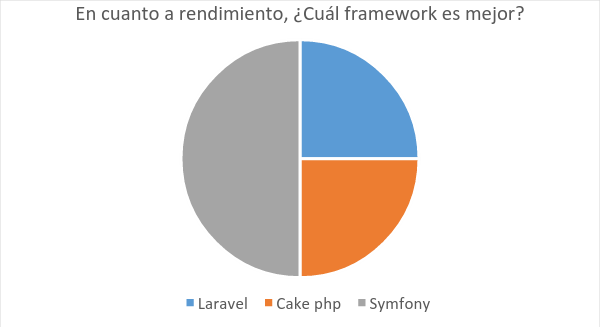 En cuanto a rendimiento, ¿Cuál framework es mejor?
Laravel Cake php Symfony